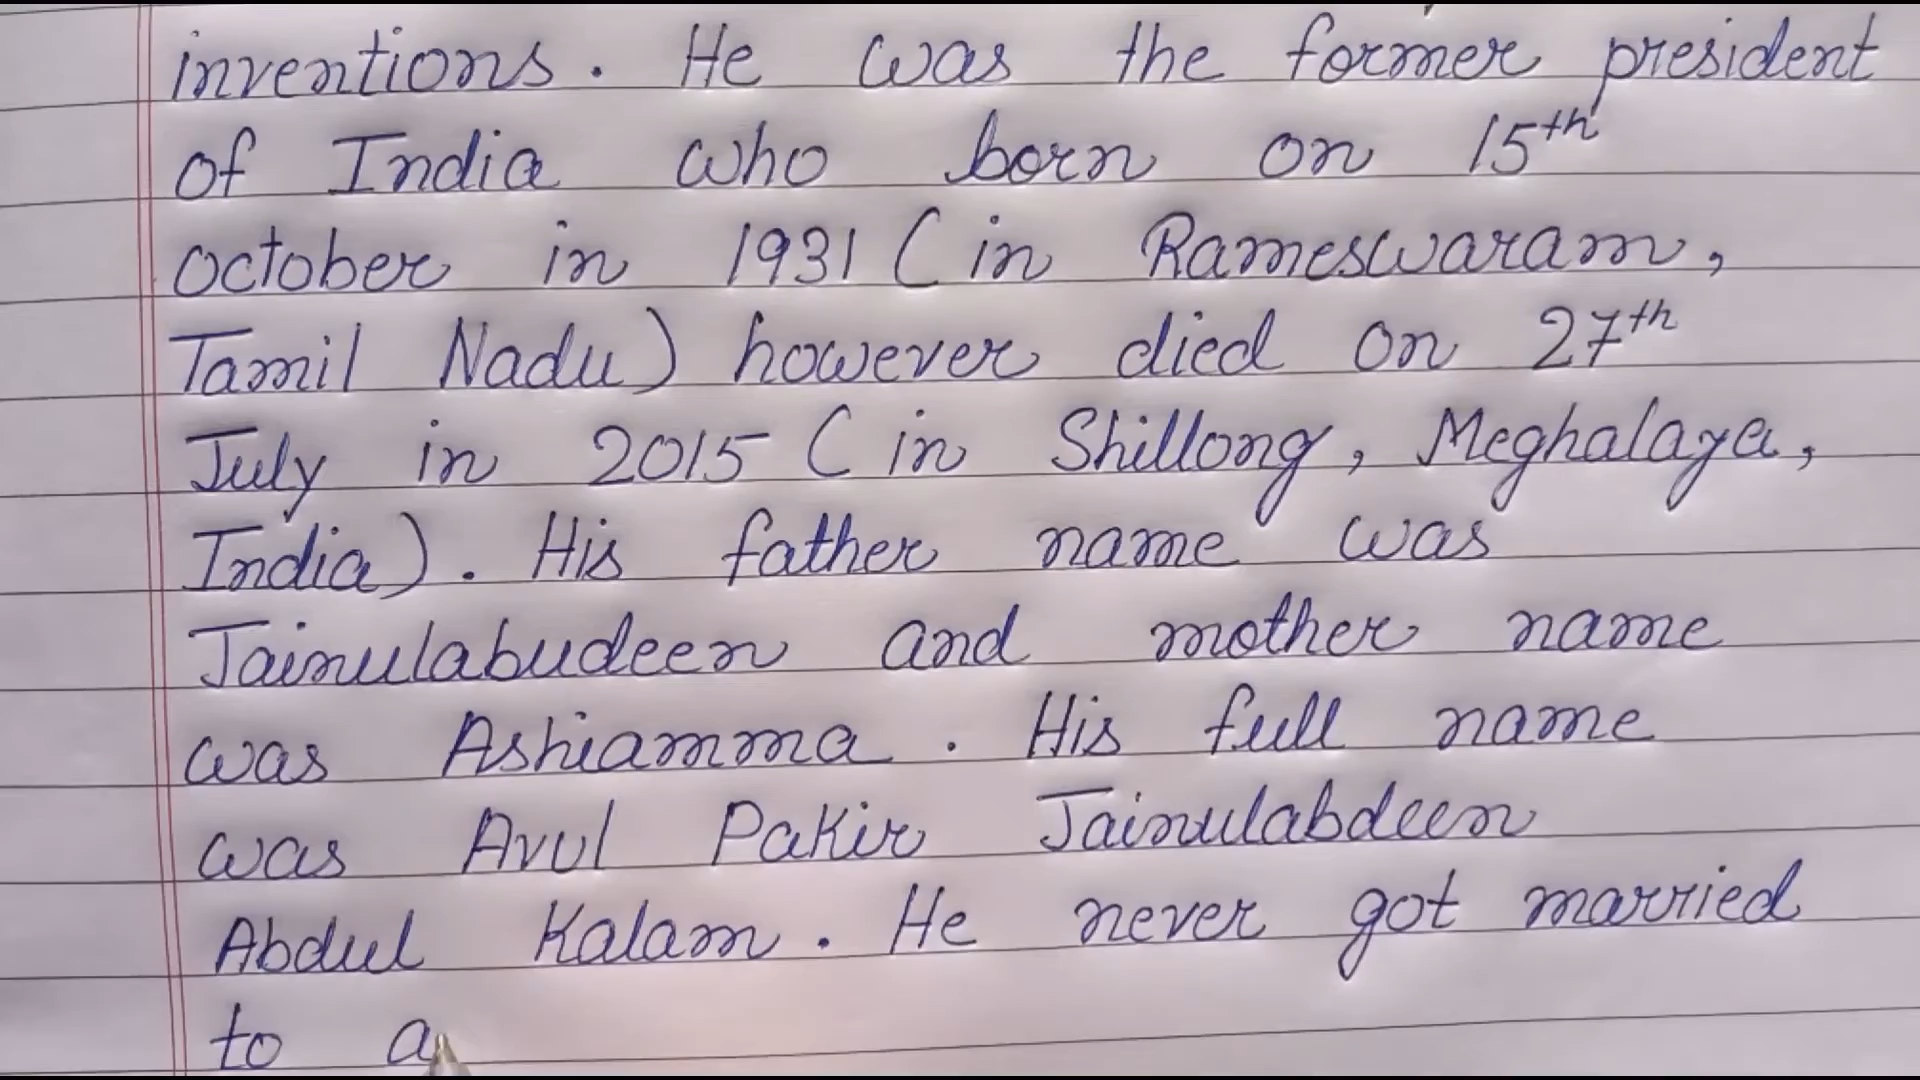 inventions. He was the former president
of India who born on 15th
october in 1931 (in Rameswaram,
Tamil Nadu) however died on 27th
July in 2015 (in Shillong, Meghalaya,
India). His father name was
Jainulabudeen and mother name
was Ashiamma. His full name
was Avul Pakir Jainulabdeen
Abdul Kalam. He never got married
to a